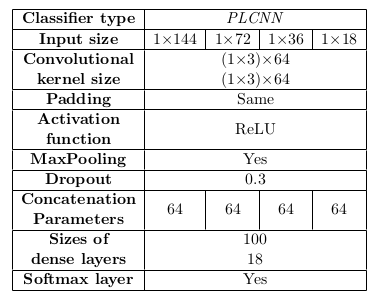 Classifier type PLCNN
Input size 1×144 1×72 1×36 1×18
Convolutional (1×3)×64
kernel size (1×3)×64
Padding Same
Activation
function
ReLU
MaxPooling Yes
Dropout 0.3
Concatenation
Parameters
64 64 64 64
Sizes of 100
dense layers 18
Softmax layer Yes